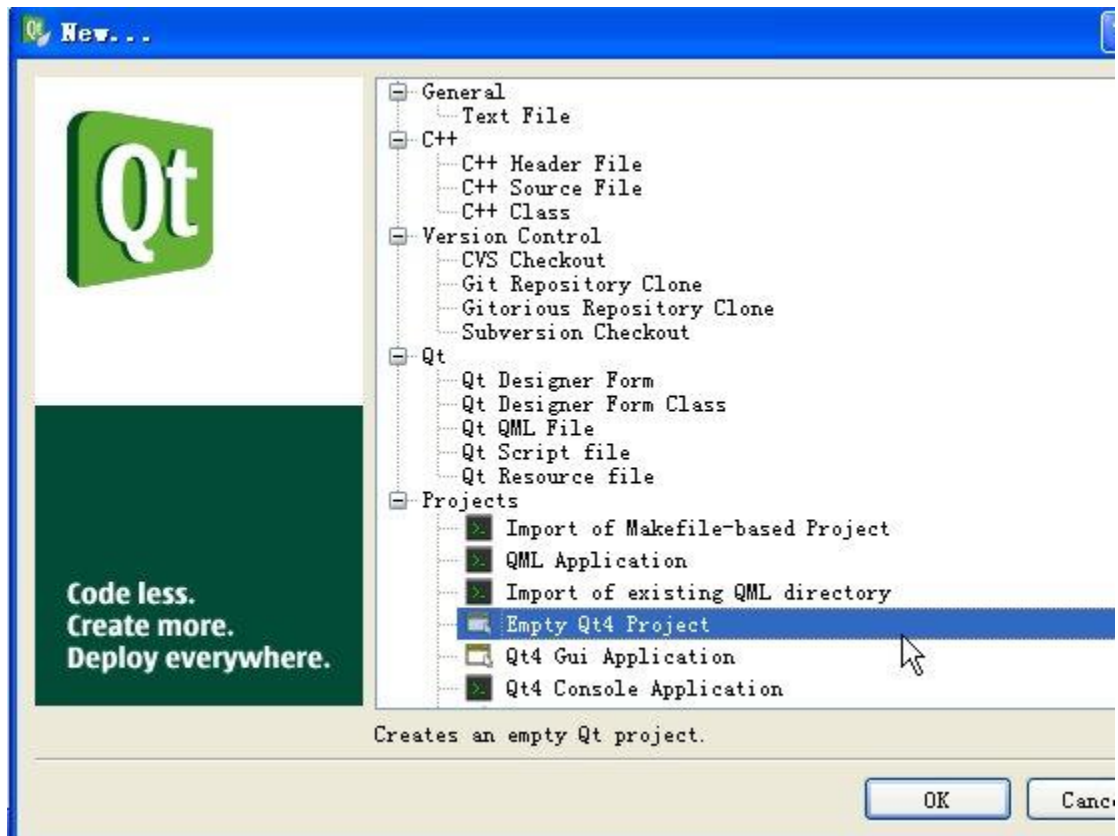 New...
Qt
Code less.
Create more.
Deploy everywhere.
General
Text File
C++
C++ Header File
C++ Source File
C++ Class
Version Control
CVS Checkout
Git Repository Clone
Gitorious Repository Clone
Subversion Checkout
Qt
Qt Designer Form
Qt Designer Form Class
Qt QML File
Qt Script file
Qt Resource file
Projects
Import of Makefile-based Project
QML Application
Import of existing QML directory
Empty Qt4 Project
Qt4 Gui Application
Qt4 Console Application
Creates an empty Qt project.
OK
Cance